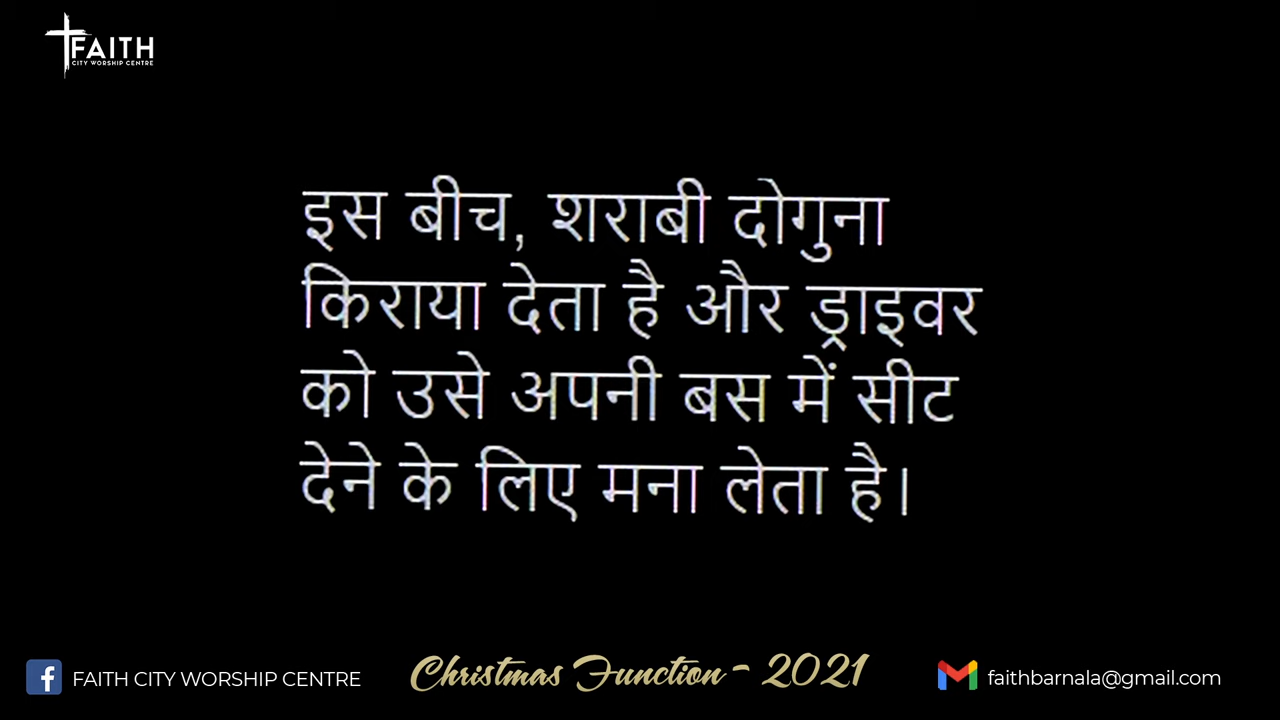 FAITH
CITY WORSHIP CENTRE
इस बीच, शराबी दोगुना
किराया देता है और ड्राइवर
को उसे अपनी बस में सीट
देने के लिए मना लेता है।
FAITH CITY WORSHIP CENTRE
Christmas Function - 2021
faithbarnala@gmail.com